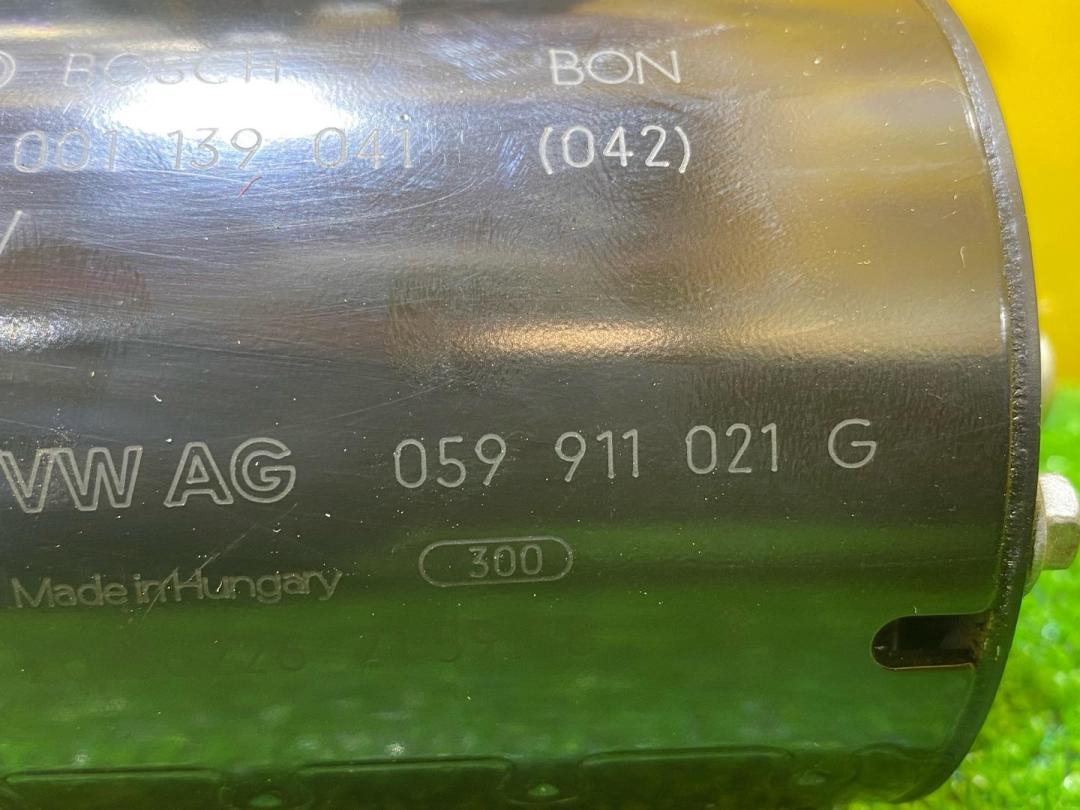 BOSCH BON
001 139 041 (042)
VW AG 059 911 021 G
Made in Hungary 300